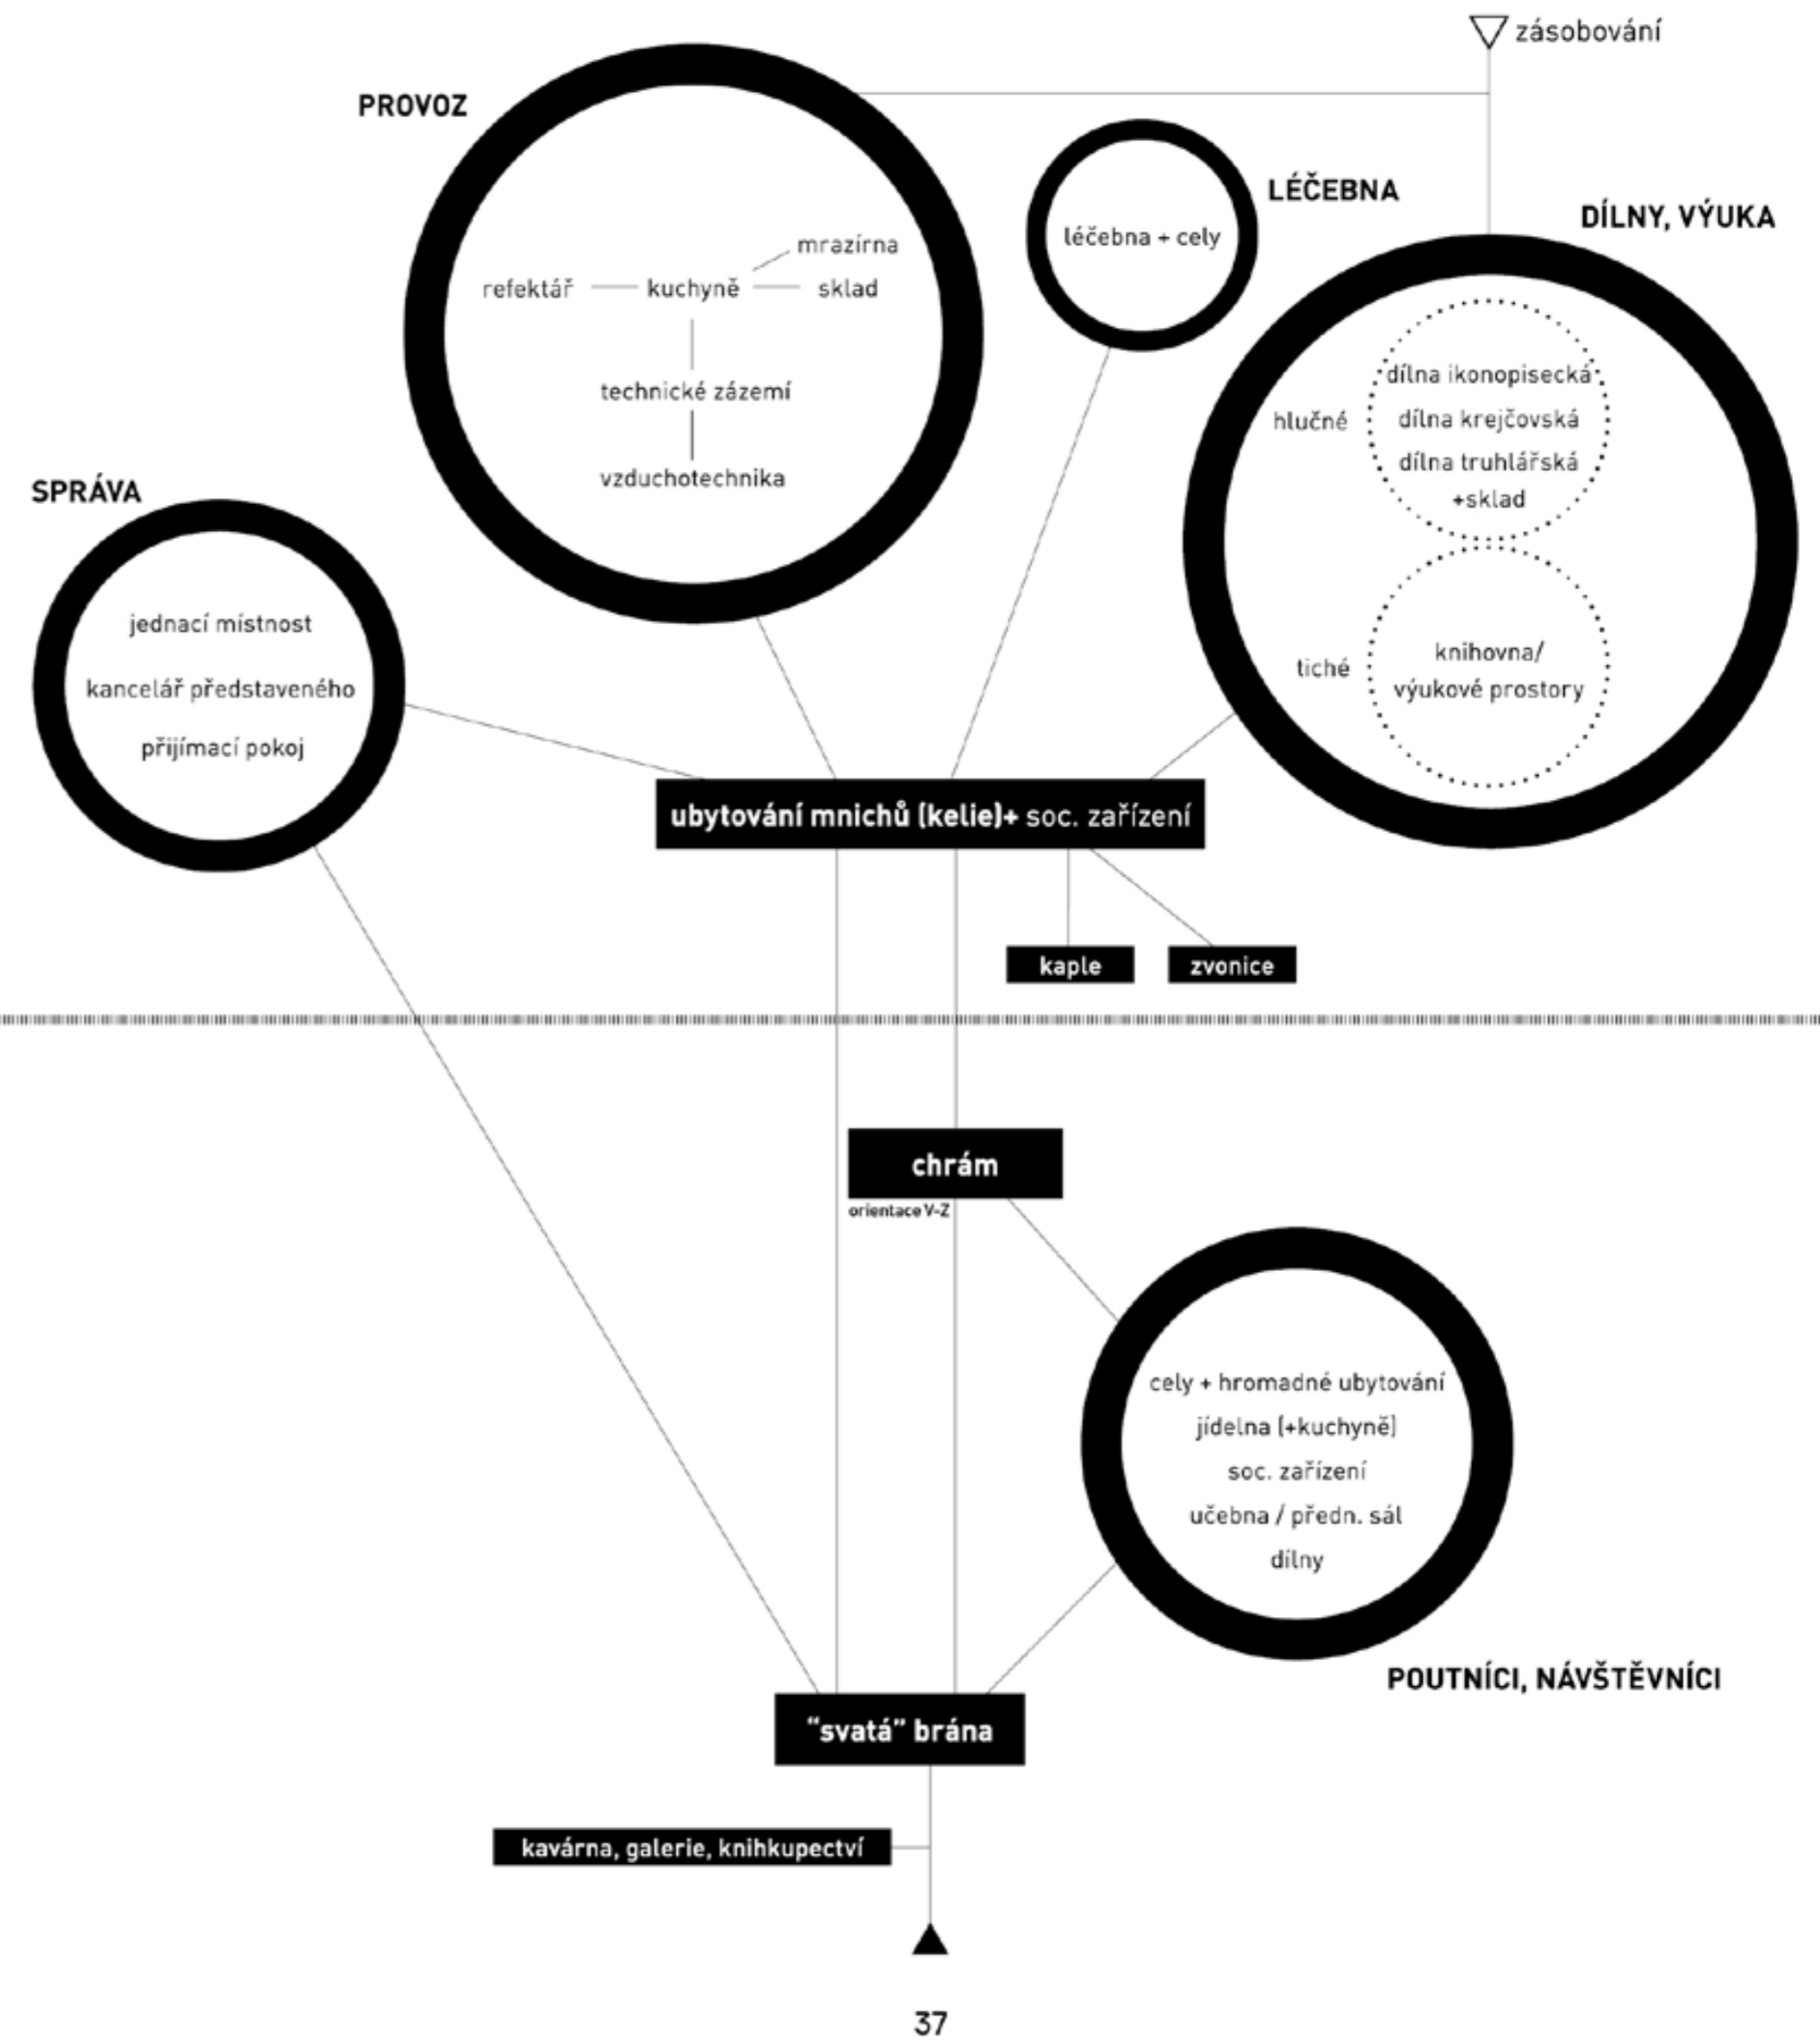 zásobování
PROVOZ
mrazírna
refektář kuchyně sklad
technické zázemí
vzduchotechnika
LÉČEBNA
léčebna + cely
DÍLNY, VÝUKA
hlučné
dílna ikonopisecká
dílna krejčovská
dílna truhlářská
+sklad
tiché
knihovna/
výukové prostory
SPRÁVA
jednací místnost
kancelář představeného
přijímací pokoj
ubytování mnichů (kelie)+ soc. zařízení
kaple
zvonice
chrám
orientace V-Z
cely + hromadné ubytování
jídelna (+kuchyně)
soc. zařízení
učebna / předn. sál
dílny
POUTNÍCI, NÁVŠTĚVNÍCI
“svatá” brána
kavárna, galerie, knihkupectví
37